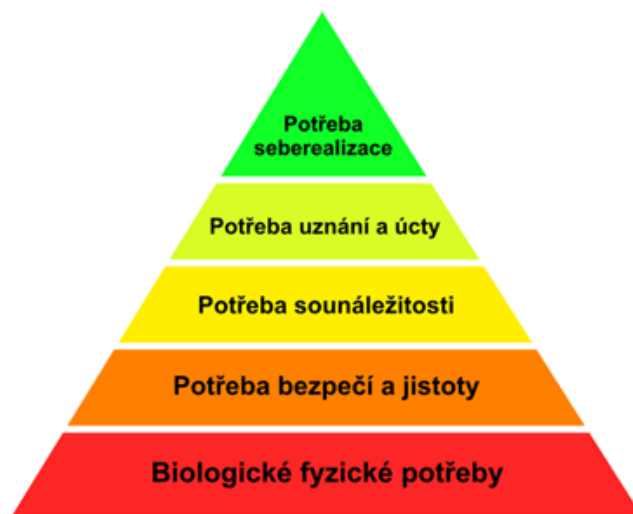 Potřeba
seberealizace
Potřeba uznání a úcty
Potřeba sounáležitosti
Potřeba bezpečí a jistoty
Biologické fyzické potřeby